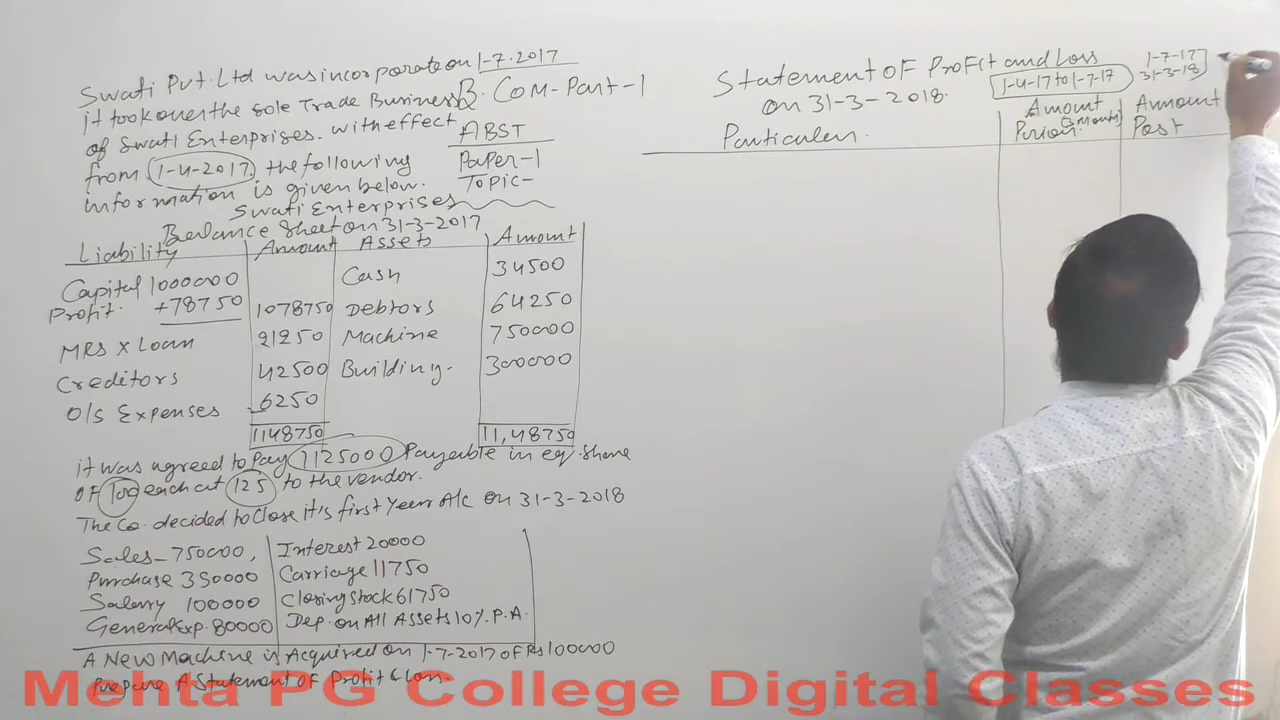 Swati Pvt. Ltd was incorporate on 1-7-2017
it took over the sole Trade Business
of Swati Enterprises. with effect
from 1-4-2017. the following
information is given below.
B. Com-Part-1
ABST
Paper-1
Topic-
Swati Enterprises
Balance Sheet on 31-3-2017
Liability Amount Assets Amount
Capital 1000000 Cash 34500
Profit. +78750 1078750 Debtors 64250
MRS X Loan 21250 Machine 750000
Creditors 42500 Building. 300000
O/S Expenses 6250
1148750 11,48750
it was agreed to Pay 1125000 Payable in eq. share
of 100 each at 125 to the vendor.
The Co. decided to close it's first year A/c on 31-3-2018
Sales - 750000, Interest 20000
Purchase 350000 Carriage 11750
Salary 100000 Closing stock 61750
General Exp. 80000 Dep. on All Assets 10% P.A.
A New Machine is Acquired on 1-7-2017 of Rs 100000
Prepare A Statement of Profit & Loss.
Statement of Profit and Loss
on 31-3-2018.
1-4-17 to 1-7-17
1-7-17
31-3-18
Particular. Amount Amount
(3 months)
Post
Menta PG College Digital Classes